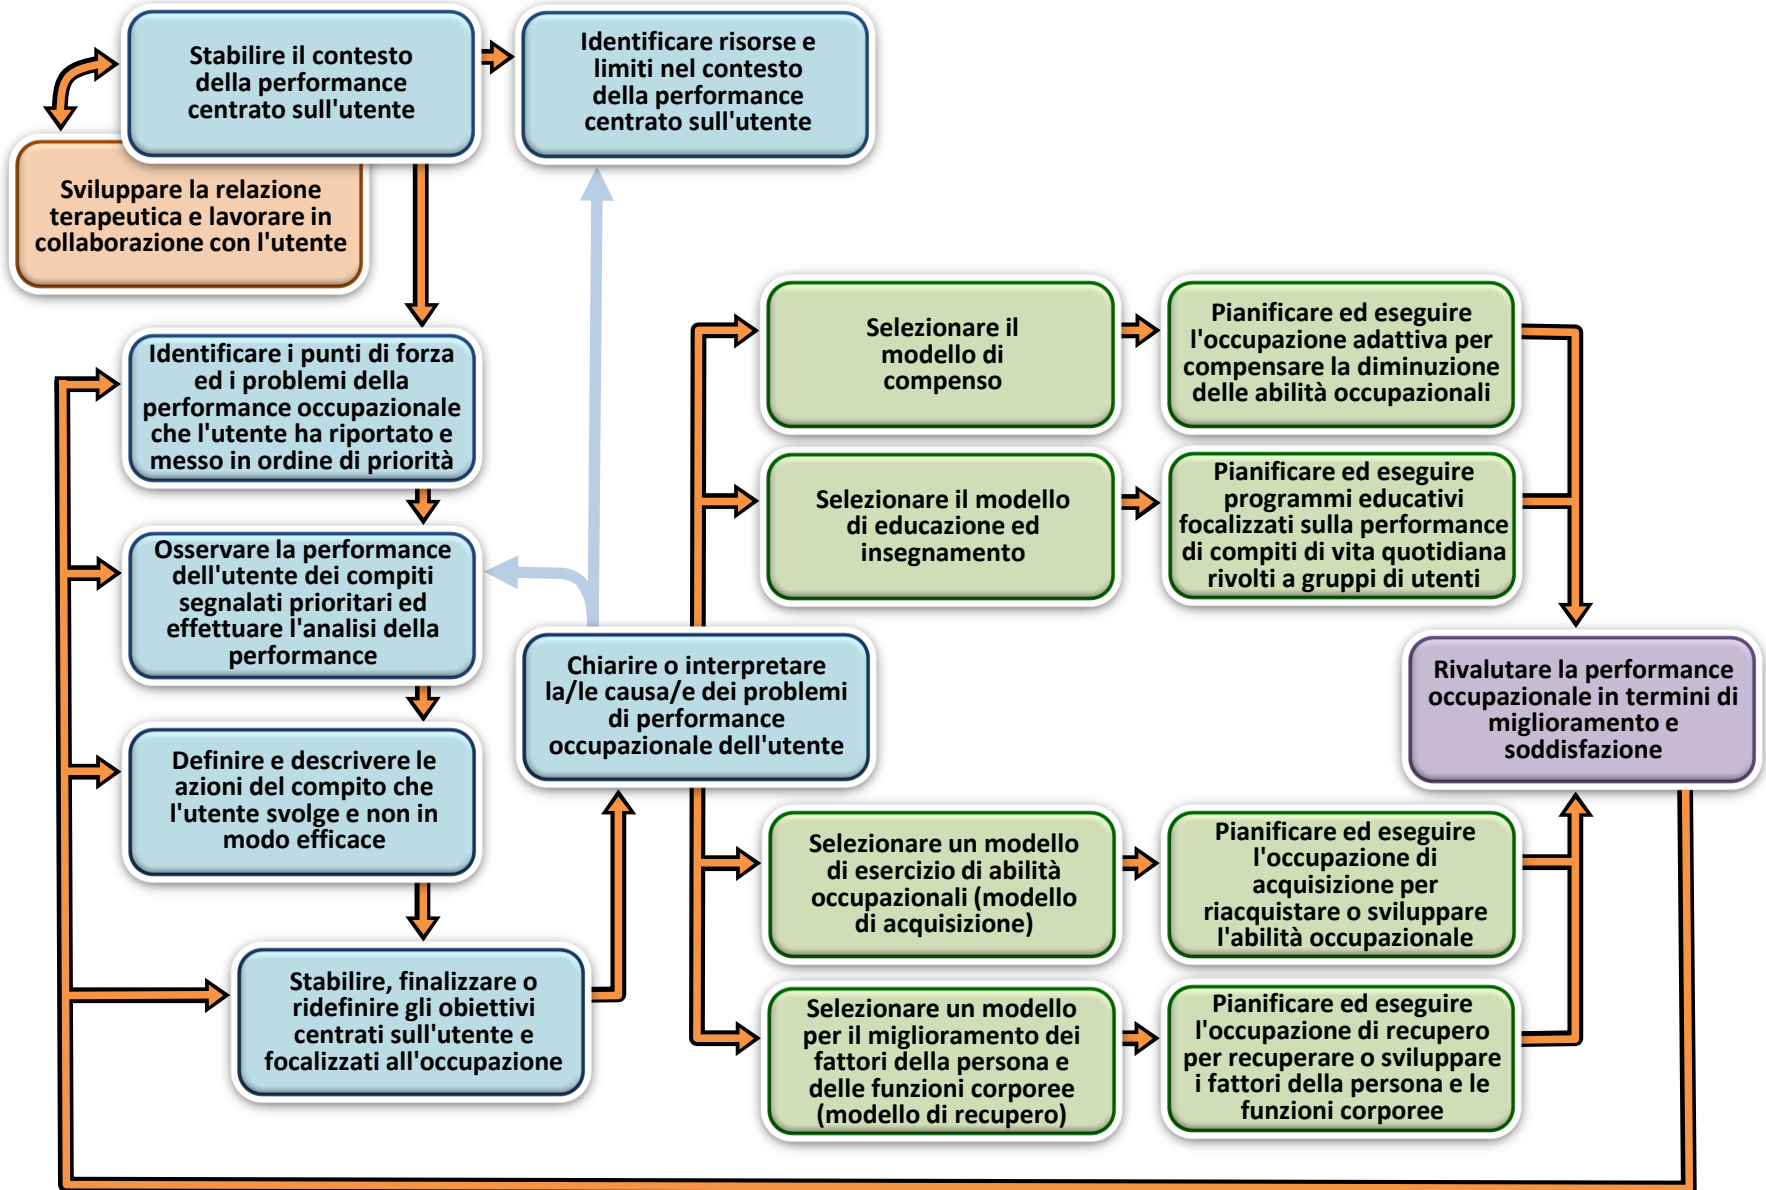 Stabilire il contesto
della performance
centrato sull'utente
Identificare risorse e
limiti nel contesto
della performance
centrato sull'utente
Sviluppare la relazione
terapeutica e lavorare in
collaborazione con l'utente
Identificare i punti di forza
ed i problemi della
performance occupazionale
che l'utente ha riportato e
messo in ordine di priorità
Osservare la performance
dell'utente dei compiti
segnalati prioritari ed
effettuare l'analisi della
performance
Definire e descrivere le
azioni del compito che
l'utente svolge e non in
modo efficace
Stabilire, finalizzare o
ridefinire gli obiettivi
centrati sull'utente e
focalizzati all'occupazione
Chiarire o interpretare
la/le causa/e dei problemi
di performance
occupazionale dell'utente
Selezionare il
modello di
compenso
Pianificare ed eseguire
l'occupazione adattiva per
compensare la diminuzione
delle abilità occupazionali
Selezionare il modello
di educazione ed
insegnamento
Pianificare ed eseguire
programmi educativi
focalizzati sulla performance
di compiti di vita quotidiana
rivolti a gruppi di utenti
Selezionare un modello
di esercizio di abilità
occupazionali (modello
di acquisizione)
Pianificare ed eseguire
l'occupazione di
acquisizione per
riacquistare o sviluppare
l'abilità occupazionale
Selezionare un modello
per il miglioramento dei
fattori della persona e
delle funzioni corporee
(modello di recupero)
Pianificare ed eseguire
l'occupazione di recupero
per recuperare o sviluppare
i fattori della persona e le
funzioni corporee
Rivalutare la performance
occupazionale in termini di
miglioramento e
soddisfazione